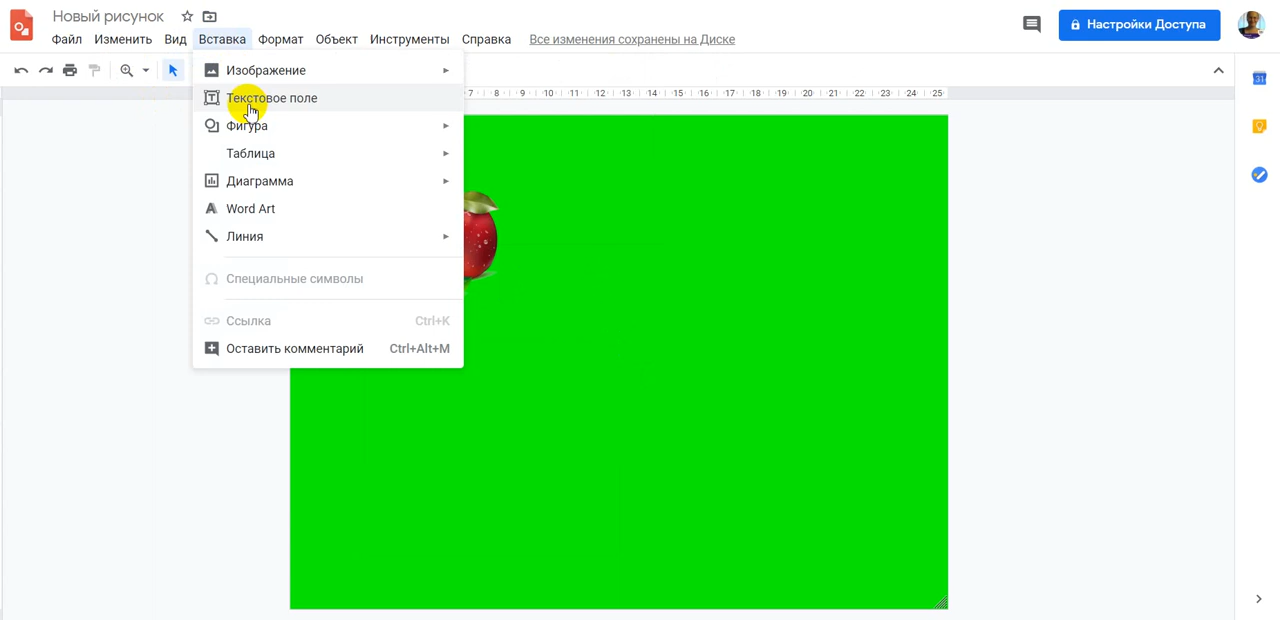 Новый рисунок
Файл Изменить Вид Вставка Формат Объект Инструменты Справка Все изменения сохранены на Диске
Настройки Доступа
Изображение
7 8 9 10 11 12 13 14 15 16 17 18 19 20 21 22 23 24 25
Текстовое поле
Фигура
Таблица
Диаграмма
Word Art
Линия
Специальные символы
Ссылка Ctrl+K
Оставить комментарий Ctrl+Alt+M
31